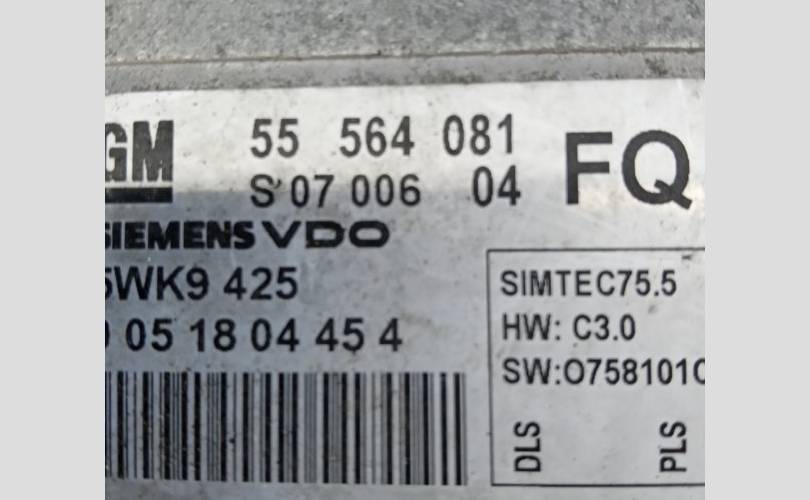 GM 55 564 081 FQ
S 07 006 04
SIEMENS VDO
5WK9 425
05 18 04 45 4
SIMTEC75.5
HW: C3.0
SW:O758101
DLS PLS